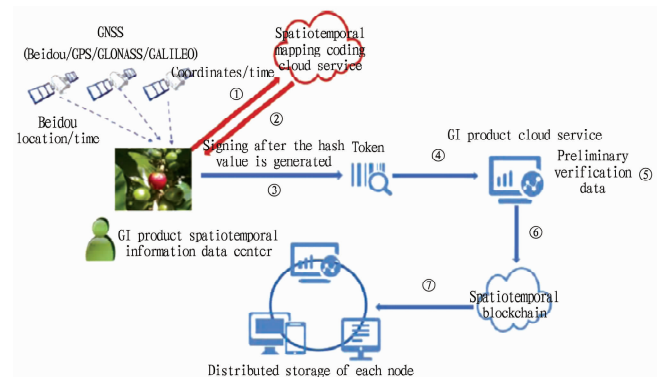 GNSS
(Beidou/GPS/GLONASS/GALILEO)
Spatiotemporal
mapping coding
cloud service
Coordinates/time
①
②
Beidou
location/time
Signing after the hash
value is generated
③
Token
④
GI product cloud service
Preliminary
verification
data
⑤
GI product spatiotemporal
information data center
⑥
⑦
Spatiotemporal
blockchain
Distributed storage of each node